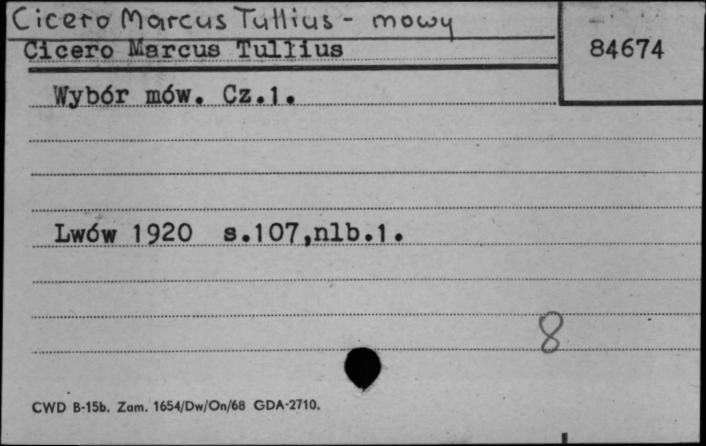 Cicero Marcus Tullius - mowy
Cicero Marcus Tullius
84674
Wybór mów. Cz.1.
Lwów 1920 s.107,nlb.1.
8
CWD B-15b. Zam. 1654/Dw/On/68 GDA-2710.